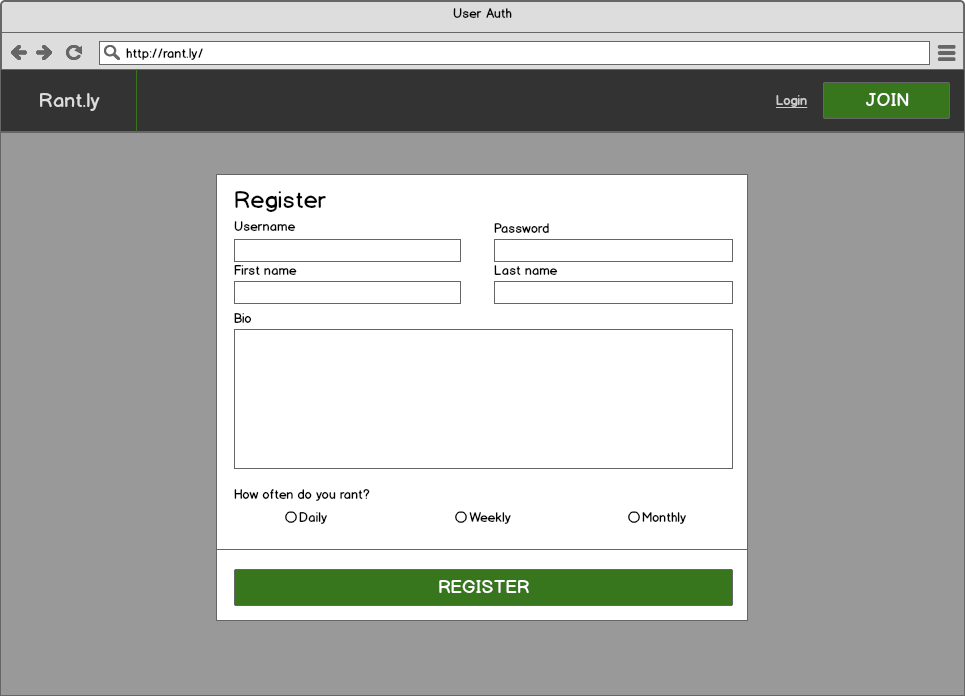 User Auth
http://rant.ly/
Rant.ly
Login
JOIN
Register
Username
Password
First name
Last name
Bio
How often do you rant?
Daily
Weekly
Monthly
REGISTER